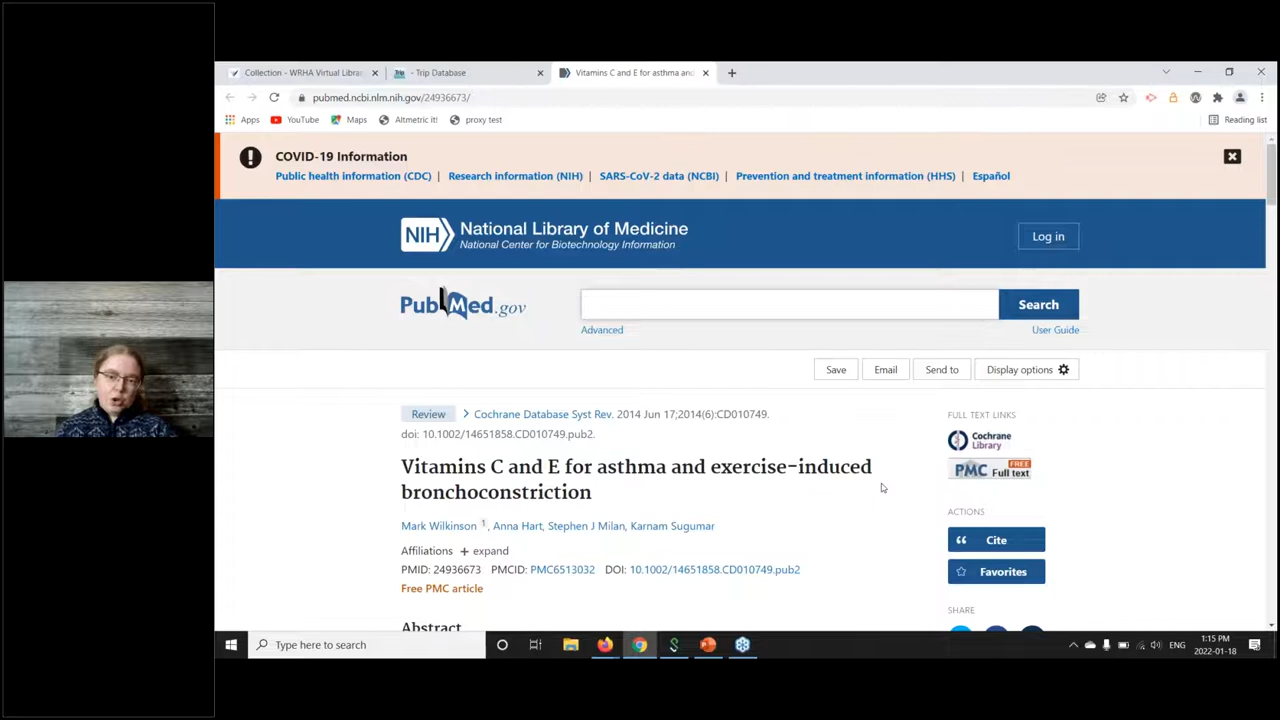 Collection - WRHA Virtual Librar
- Trip Database
Vitamins C and E for asthma and
pubmed.ncbi.nlm.nih.gov/24936673/
Apps YouTube Maps Altmetric it! proxy test Reading list
COVID-19 Information
Public health information (CDC) | Research information (NIH) | SARS-CoV-2 data (NCBI) | Prevention and treatment information (HHS) | Español
NIH National Library of Medicine
National Center for Biotechnology Information
Log in
PubMed.gov
Search
Advanced
User Guide
Save Email Send to Display options
Review Cochrane Database Syst Rev. 2014 Jun 17;2014(6):CD010749.
doi: 10.1002/14651858.CD010749.pub2.
Vitamins C and E for asthma and exercise-induced
bronchoconstriction
Mark Wilkinson 1, Anna Hart, Stephen J Milan, Karnam Sugumar
Affiliations + expand
PMID: 24936673 PMCID: PMC6513032 DOI: 10.1002/14651858.CD010749.pub2
Free PMC article
Abstract
FULL TEXT LINKS
Cochrane
Library
PMC FREE Full text
ACTIONS
Cite
Favorites
SHARE
Type here to search
ENG
1:15 PM
2022-01-18